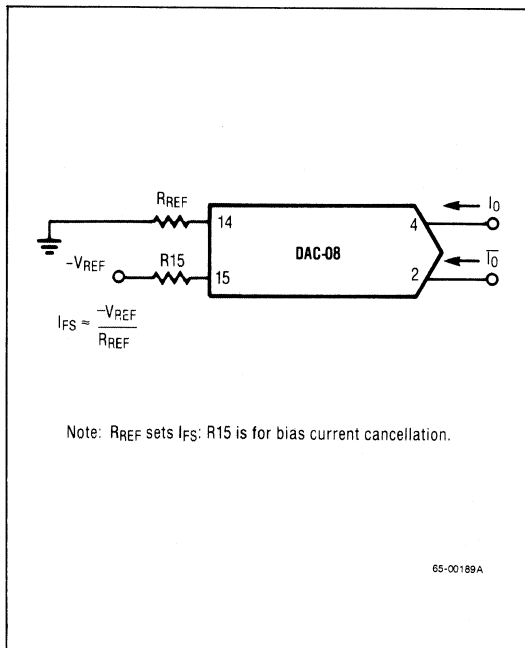 RREF
I0
14
4
DAC-08
-VREF
R15
I0
15
2
IFS ≈ -VREF
RREF
Note: RREF sets IFS: R15 is for bias current cancellation.
65-00189A